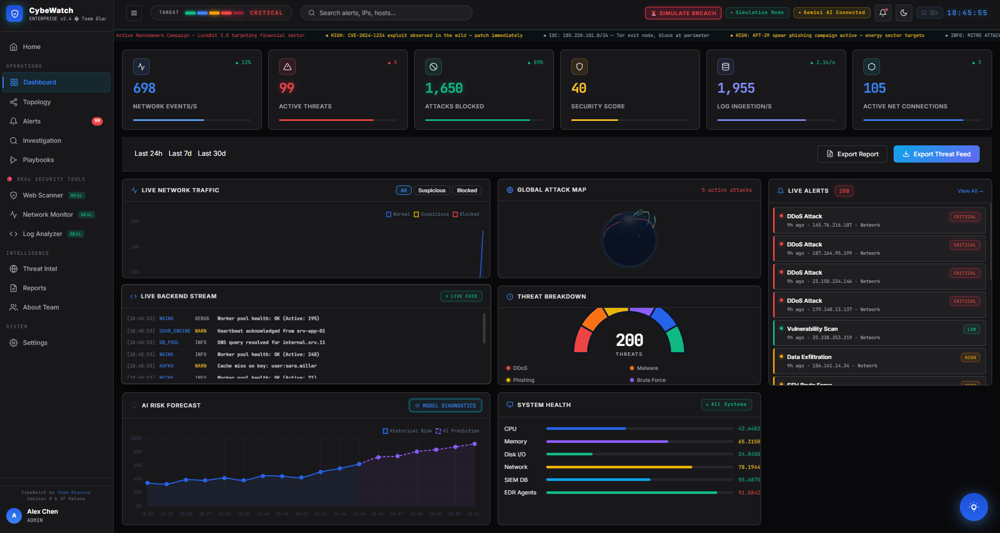 CybeWatch
ENTERPRISE v2.4 � Team Glar
Home
OPERATIONS
Dashboard
Topology
Alerts 99
Investigation
Playbooks
REAL SECURITY TOOLS
Web Scanner REAL
Network Monitor REAL
Log Analyzer REAL
INTELLIGENCE
Threat Intel
Reports
About Team
SYSTEM
Settings
CybeWatch by Team Glanzee
Abhinav R & SF Melena
A
Alex Chen
ADMIN
THREAT CRITICAL
Search alerts, IPs, hosts...
SIMULATE BREACH
• Simulation Mode
• Gemini AI Connected
⌘K
10:45:55
Active Ransomware Campaign — LockBit 3.0 targeting financial sector ● HIGH: CVE-2024-1234 exploit observed in the wild — patch immediately ● IOC: 185.220.101.0/24 — Tor exit node, block at perimeter ● HIGH: APT-29 spear phishing campaign active — energy sector targets ● INFO: MITRE ATT&C
▲ 12%
698
NETWORK EVENTS/S
▲ 5
99
ACTIVE THREATS
▲ 89%
1,650
ATTACKS BLOCKED
40
SECURITY SCORE
▲ 2.1k/s
1,955
LOG INGESTION/S
▲ 3
105
ACTIVE NET CONNECTIONS
Last 24h Last 7d Last 30d
Export Report
Export Threat Feed
LIVE NETWORK TRAFFIC
All Suspicious Blocked
Normal Suspicious Blocked
300
200
100
GLOBAL ATTACK MAP
5 active attacks
LIVE ALERTS 200
View All →
DDoS Attack CRITICAL
9h ago · 145.76.216.107 · Network
DDoS Attack CRITICAL
9h ago · 187.164.95.199 · Network
DDoS Attack CRITICAL
9h ago · 23.150.234.146 · Network
DDoS Attack CRITICAL
9h ago · 179.140.13.137 · Network
Vulnerability Scan LOW
9h ago · 35.238.253.219 · Network
Data Exfiltration HIGH
9h ago · 186.141.14.34 · Network
SSH Brute Force HIGH
LIVE BACKEND STREAM
• LIVE FEED
[10:45:53] NGINX DEBUG Worker pool health: OK (Active: 195)
[10:45:53] SOAR_ENGINE WARN Heartbeat acknowledged from srv-app-01
[10:45:53] DB_POOL INFO DNS query resolved for internal.srv.11
[10:45:53] NGINX INFO Worker pool health: OK (Active: 248)
[10:45:53] KAFKA WARN Cache miss on key: user:sara.miller
[10:45:53] NGINX INFO Worker pool health: OK (Active: 71)
THREAT BREAKDOWN
200
THREATS
DDoS
Malware
Phishing
Brute Force
AI RISK FORECAST
MODEL DIAGNOSTICS
Historical Risk AI Prediction
100%
80%
60%
40%
20%
0%
10:34 10:35 10:36 10:37 10:38 10:39 10:40 10:41 10:42 10:43 10:44 10:45 10:46' 10:47' 10:48' 10:49' 10:50' 10:51'
SYSTEM HEALTH
• All Systems
CPU 42.6483
Memory 65.3150
Disk I/O 24.8450
Network 78.1944
SIEM DB 55.6875
EDR Agents 91.5842